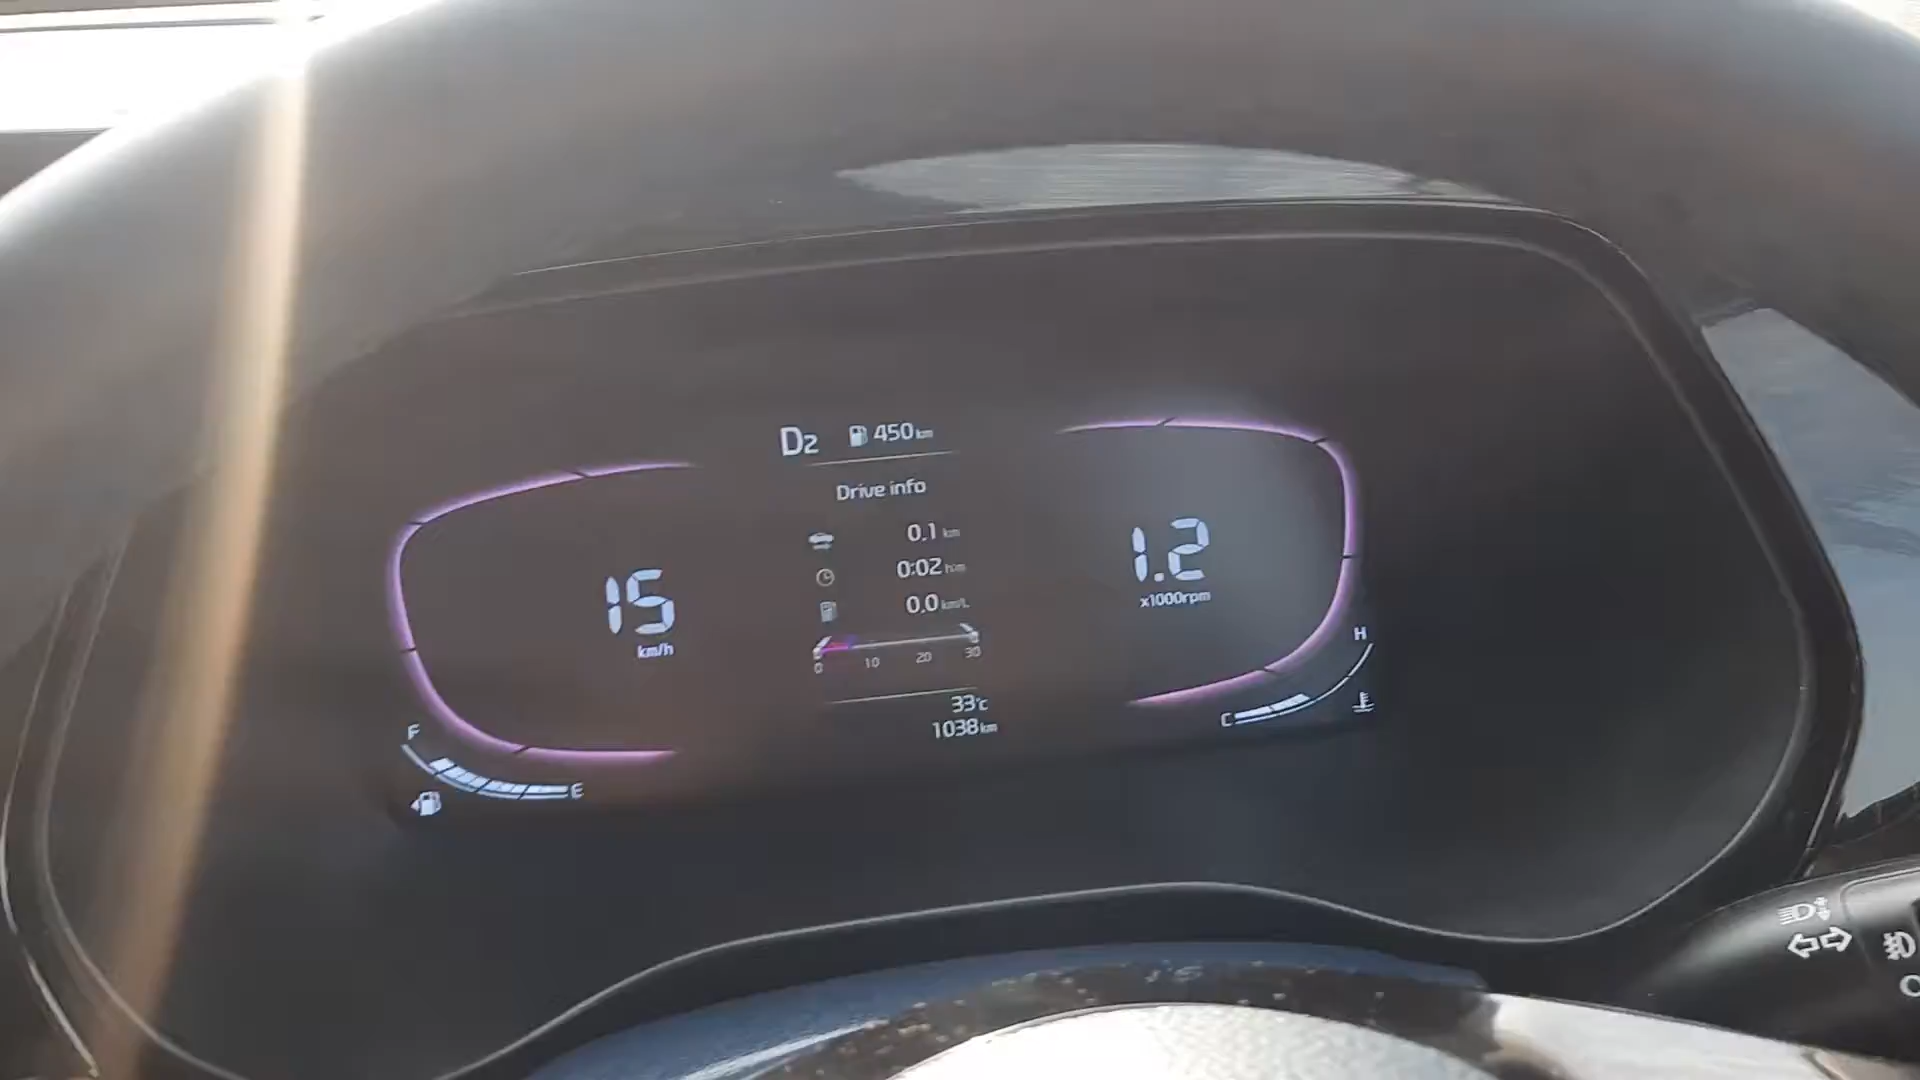 D2 450 km
Drive info
0.1 km
0:02 h:m
0.0 km/L
0 10 20 30
33°c
1038 km
15
km/h
F
E
1.2
x1000rpm
H
C